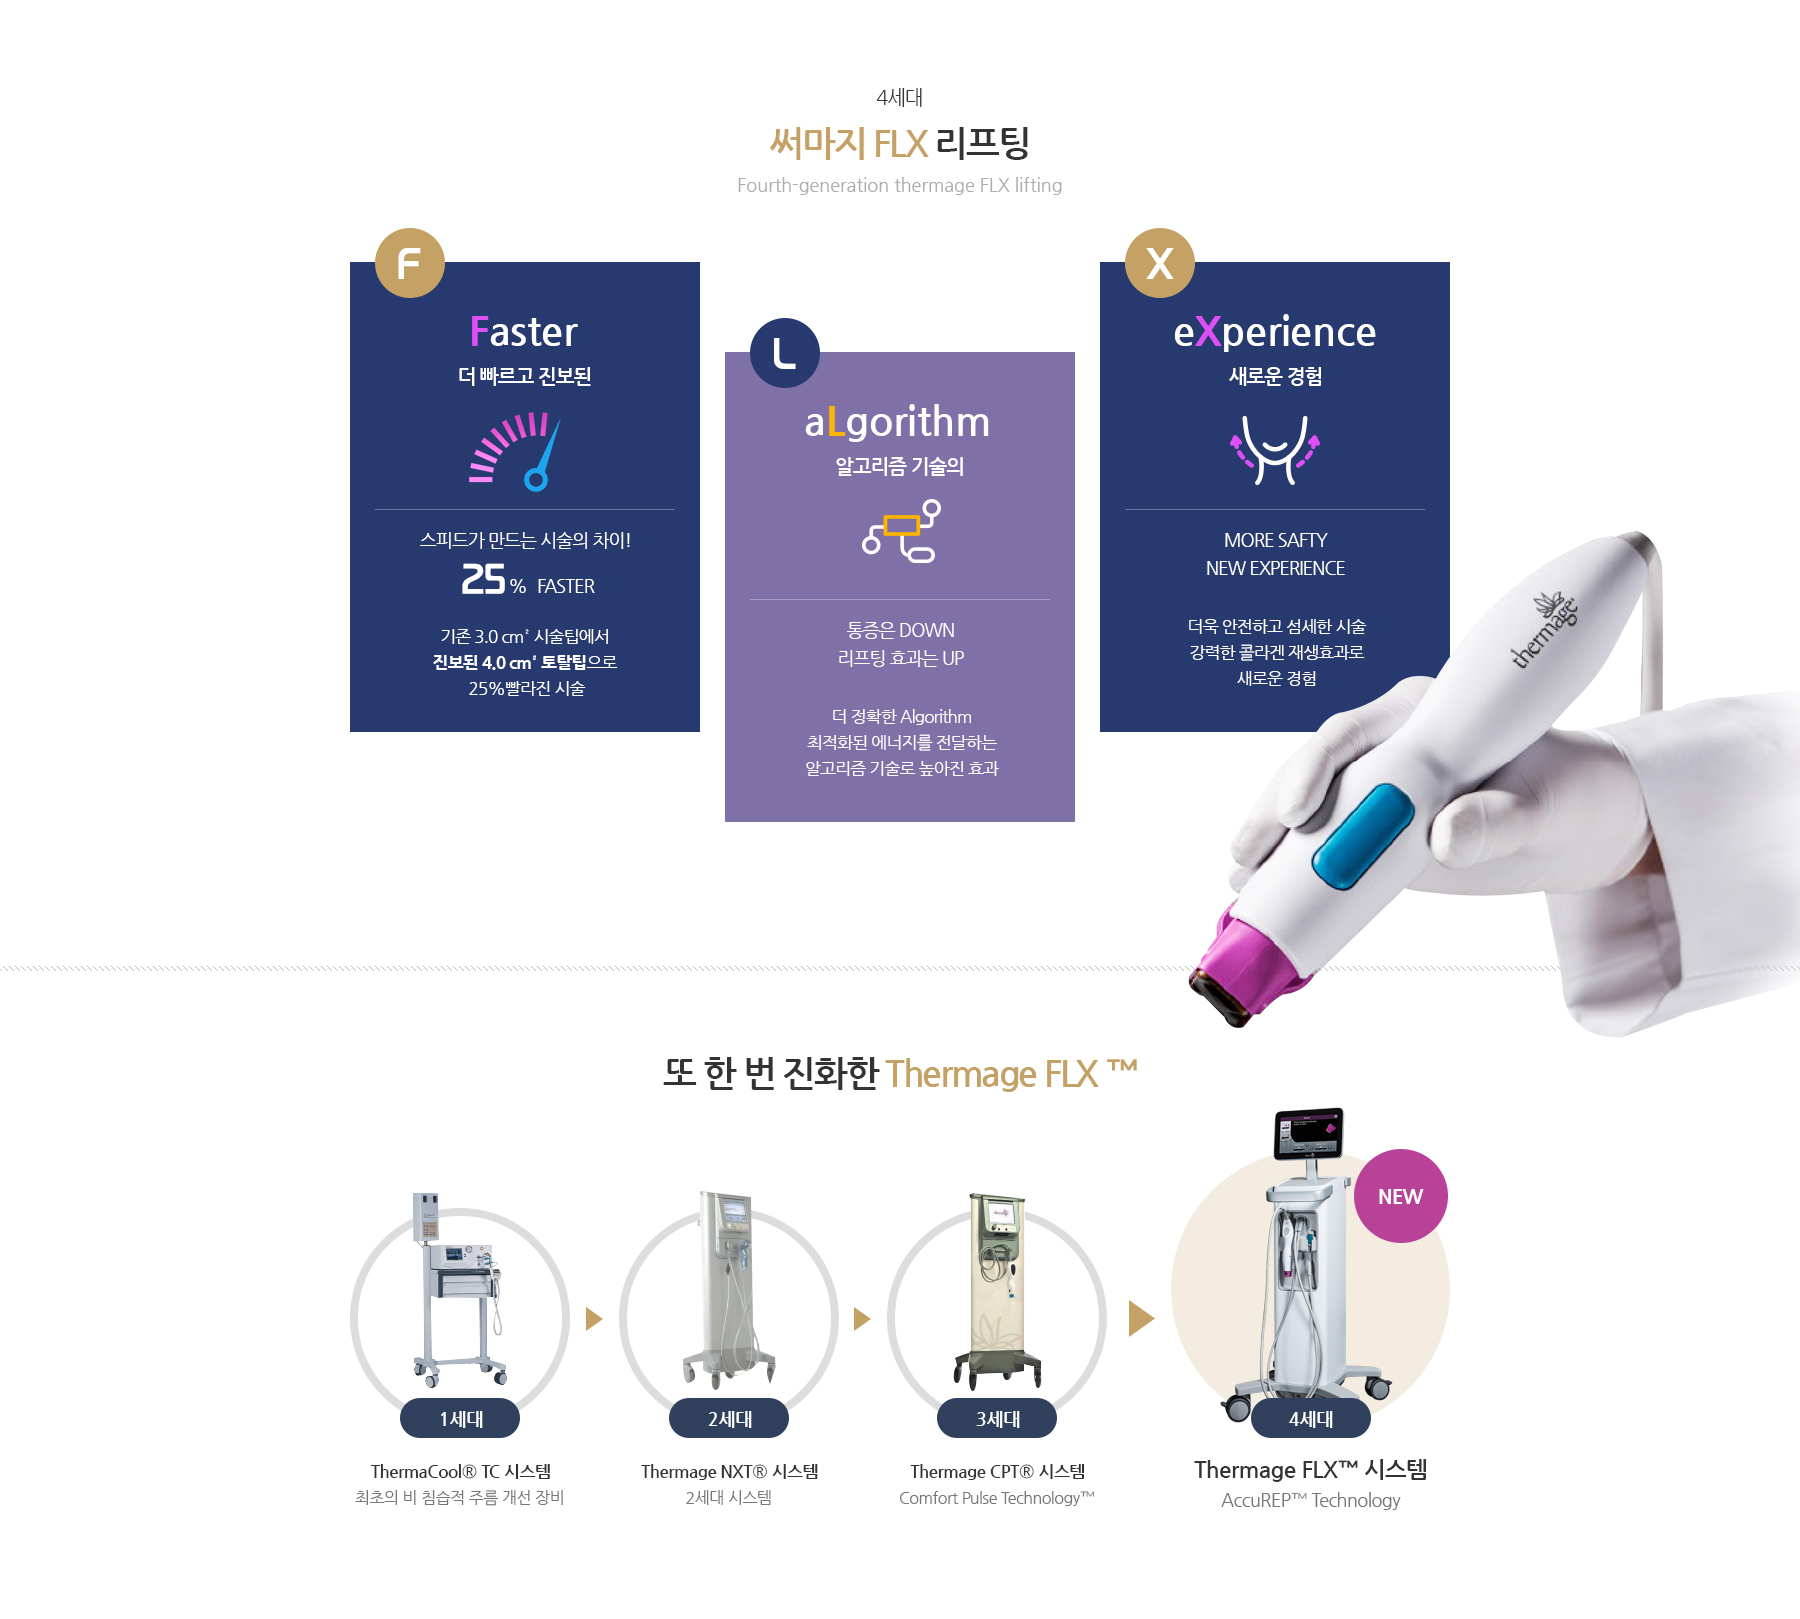 4세대
써마지 FLX 리프팅
Fourth-generation thermage FLX lifting
F
Faster
더 빠르고 진보된
스피드가 만드는 시술의 차이!
25 % FASTER
기존 3.0 cm² 시술팁에서
진보된 4.0 cm² 토탈팁으로
25%빨라진 시술
L
aLgorithm
알고리즘 기술의
통증은 DOWN
리프팅 효과는 UP
더 정확한 Algorithm
최적화된 에너지를 전달하는
알고리즘 기술로 높아진 효과
X
eXperience
새로운 경험
MORE SAFTY
NEW EXPERIENCE
더욱 안전하고 섬세한 시술
강력한 콜라겐 재생효과로
새로운 경험
thermage
또 한 번 진화한 Thermage FLX ™
NEW
1세대
ThermaCool® TC 시스템
최초의 비 침습적 주름 개선 장비
2세대
Thermage NXT® 시스템
2세대 시스템
3세대
Thermage CPT® 시스템
Comfort Pulse Technology™
4세대
Thermage FLX™ 시스템
AccuREP™ Technology